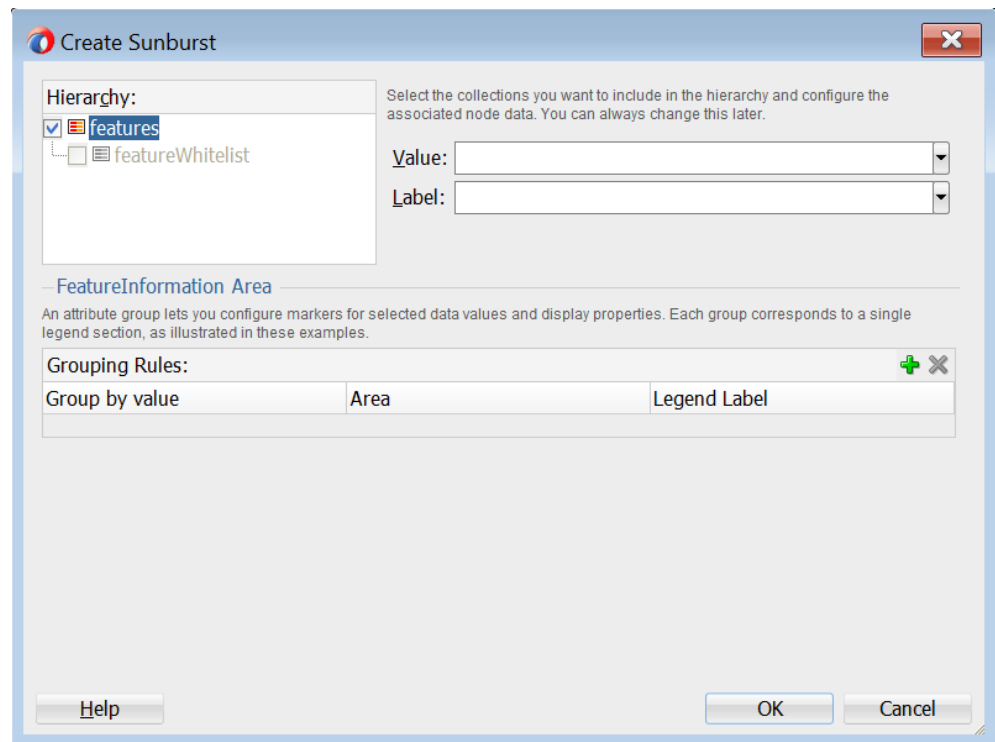 Create Sunburst
Hierarchy:
features
featureWhitelist
Select the collections you want to include in the hierarchy and configure the
associated node data. You can always change this later.
Value:
Label:
FeatureInformation Area
An attribute group lets you configure markers for selected data values and display properties. Each group corresponds to a single
legend section, as illustrated in these examples.
Grouping Rules:
Group by value Area Legend Label
Help OK Cancel